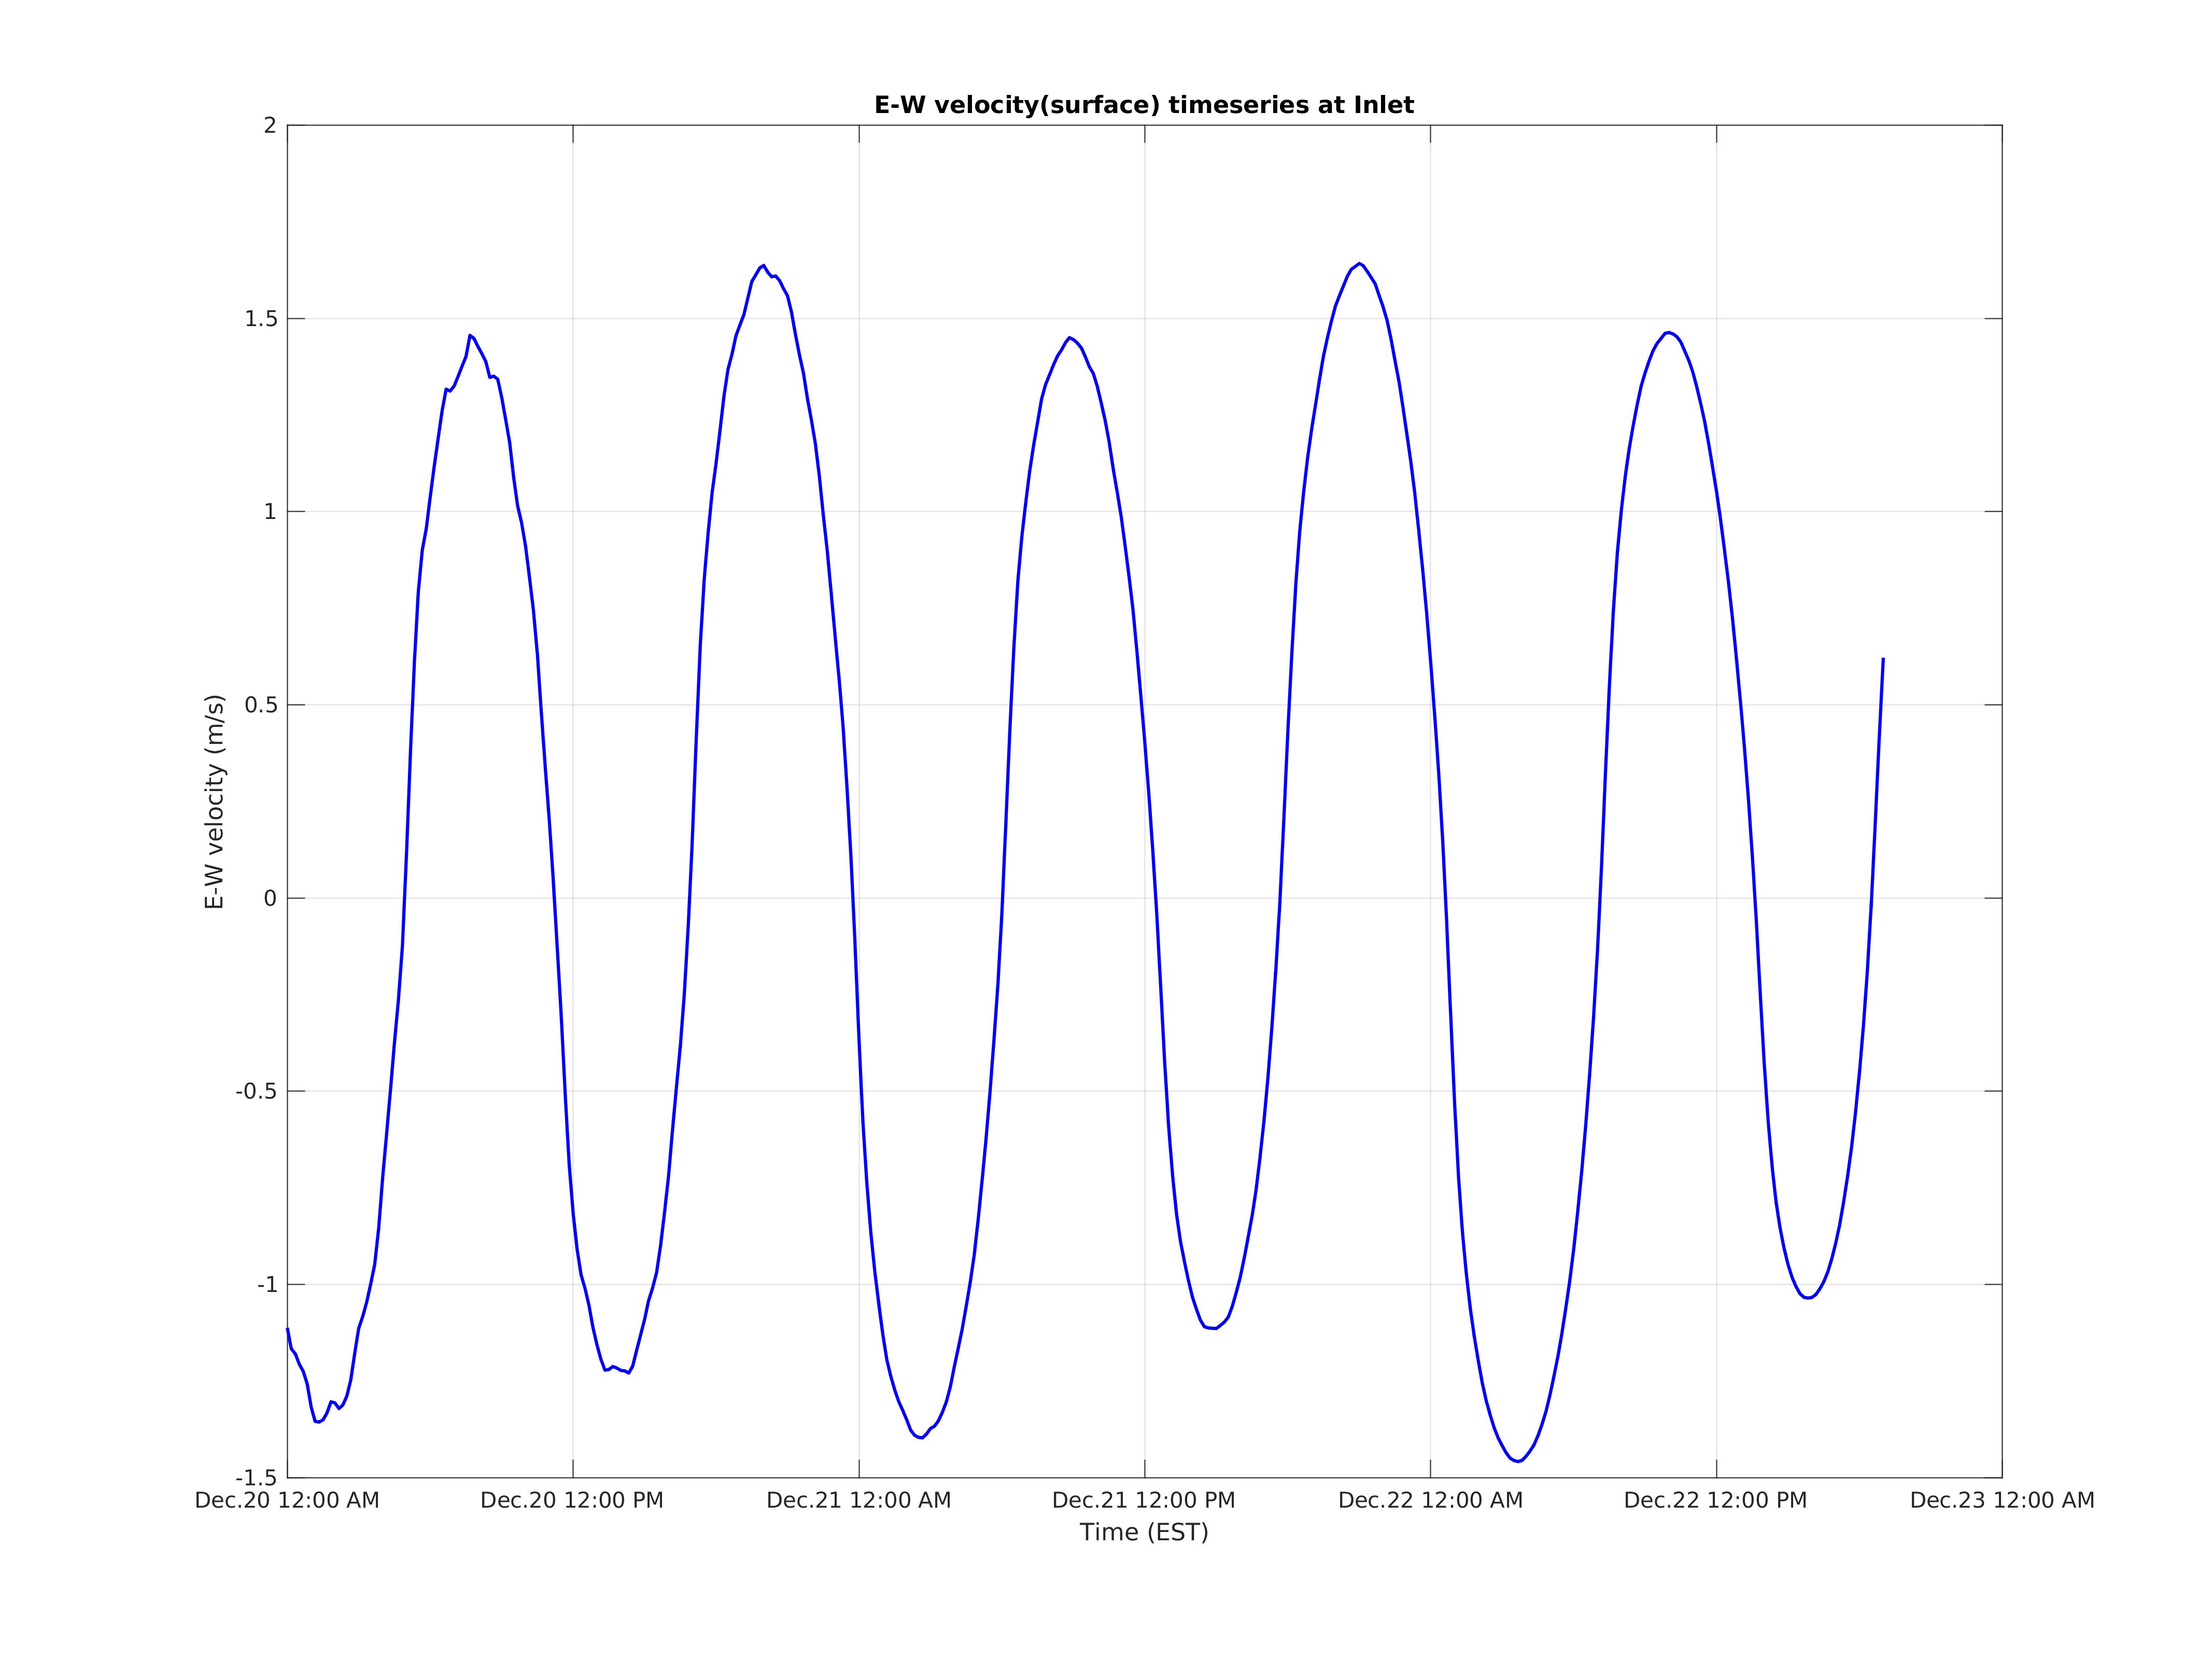 E-W velocity(surface) timeseries at Inlet
2
1.5
1
0.5
0
-0.5
-1
-1.5
E-W velocity (m/s)
Dec.20 12:00 AM Dec.20 12:00 PM Dec.21 12:00 AM Dec.21 12:00 PM Dec.22 12:00 AM Dec.22 12:00 PM Dec.23 12:00 AM
Time (EST)